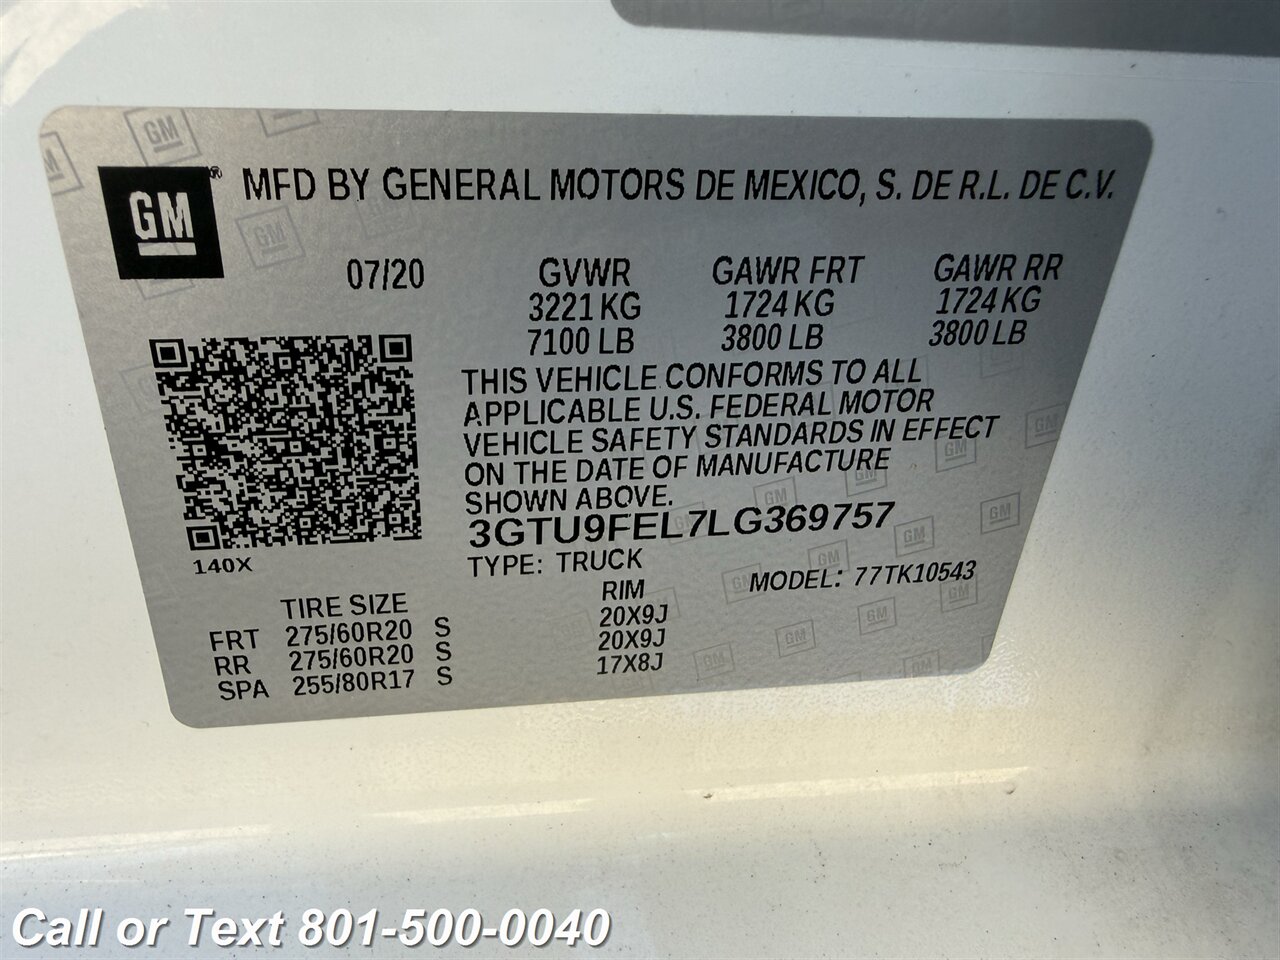 GM® MFD BY GENERAL MOTORS DE MEXICO, S. DE R.L. DE C.V.
07/20 GVWR GAWR FRT GAWR RR
3221 KG 1724 KG 1724 KG
7100 LB 3800 LB 3800 LB
THIS VEHICLE CONFORMS TO ALL
APPLICABLE U.S. FEDERAL MOTOR
VEHICLE SAFETY STANDARDS IN EFFECT
ON THE DATE OF MANUFACTURE
SHOWN ABOVE.
3GTU9FEL7LG369757
140X
TYPE: TRUCK
MODEL: 77TK10543
TIRE SIZE RIM
FRT 275/60R20 S 20X9J
RR 275/60R20 S 20X9J
SPA 255/80R17 S 17X8J
Call or Text 801-500-0040